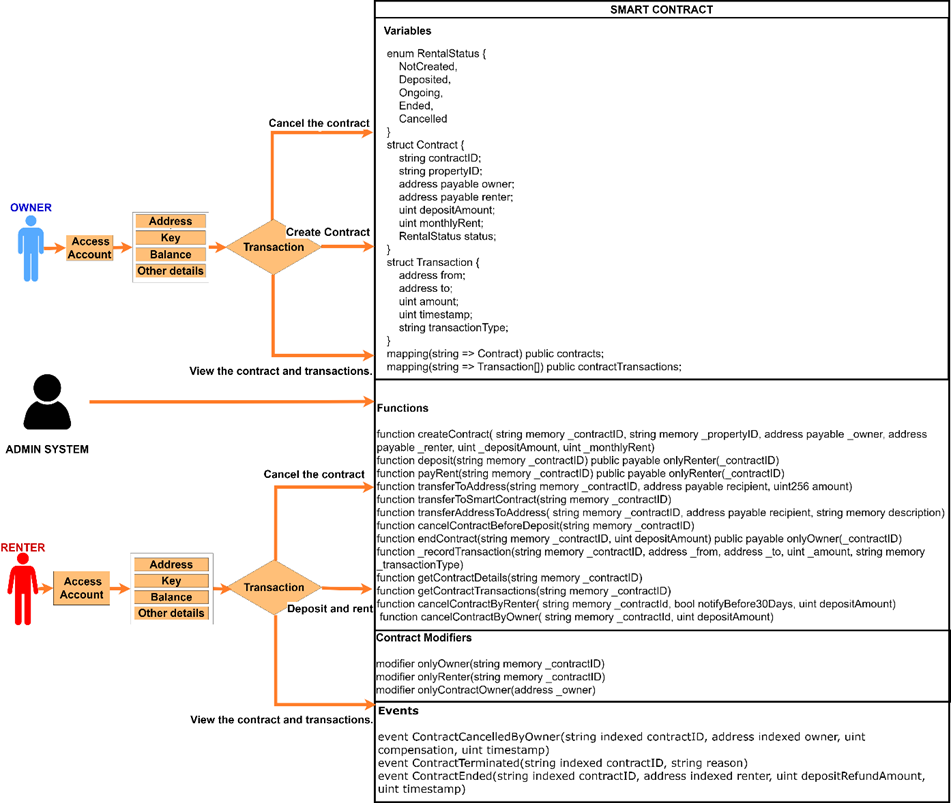 SMART CONTRACT
Variables
enum RentalStatus {
NotCreated,
Deposited,
Ongoing,
Ended,
Cancelled
}
struct Contract {
string contractID;
string propertyID;
address payable owner;
address payable renter;
uint depositAmount;
uint monthlyRent;
RentalStatus status;
}
struct Transaction {
address from;
address to;
uint amount;
uint timestamp;
string transactionType;
}
mapping(string => Contract) public contracts;
mapping(string => Transaction[]) public contractTransactions;
OWNER
Access
Account
Address
Key
Balance
Other details
Transaction
Cancel the contract
Create Contract
View the contract and transactions.
ADMIN SYSTEM
Functions
function createContract( string memory _contractID, string memory _propertyID, address payable _owner, address
payable _renter, uint _depositAmount, uint _monthlyRent)
function deposit(string memory _contractID) public payable onlyRenter(_contractID)
function payRent(string memory _contractID) public payable onlyRenter(_contractID)
function transferToAddress(string memory _contractID, address payable recipient, uint256 amount)
function transferToSmartContract(string memory _contractID)
function transferAddressToAddress( string memory _contractID, address payable recipient, string memory description)
function cancelContractBeforeDeposit(string memory _contractID)
function endContract(string memory _contractID, uint depositAmount) public payable onlyOwner(_contractID)
function _recordTransaction(string memory _contractID, address _from, address _to, uint _amount, string memory
_transactionType)
function getContractDetails(string memory _contractID)
function getContractTransactions(string memory _contractID)
function cancelContractByRenter( string memory _contractId, bool notifyBefore30Days, uint depositAmount)
function cancelContractByOwner( string memory _contractId, uint depositAmount)
RENTER
Access
Account
Address
Key
Balance
Other details
Transaction
Cancel the contract
Deposit and rent
View the contract and transactions.
Contract Modifiers
modifier onlyOwner(string memory _contractID)
modifier onlyRenter(string memory _contractID)
modifier onlyContractOwner(address _owner)
Events
event ContractCancelledByOwner(string indexed contractID, address indexed owner, uint
compensation, uint timestamp)
event ContractTerminated(string indexed contractID, string reason)
event ContractEnded(string indexed contractID, address indexed renter, uint depositRefundAmount,
uint timestamp)